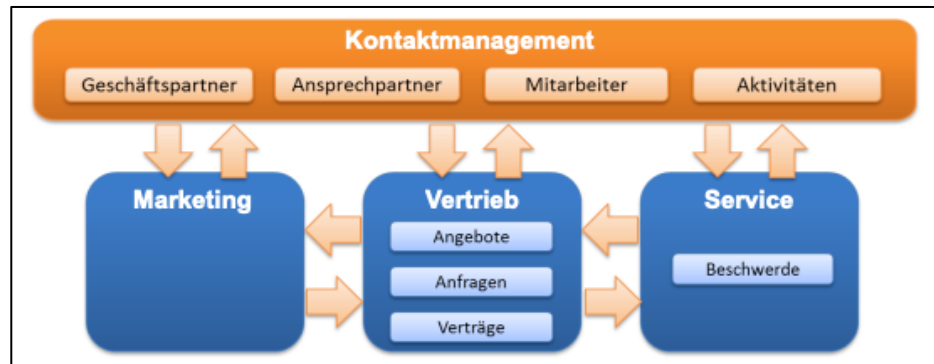 Kontaktmanagement
Geschäftspartner
Ansprechpartner
Mitarbeiter
Aktivitäten
Marketing
Vertrieb
Angebote
Anfragen
Verträge
Service
Beschwerde